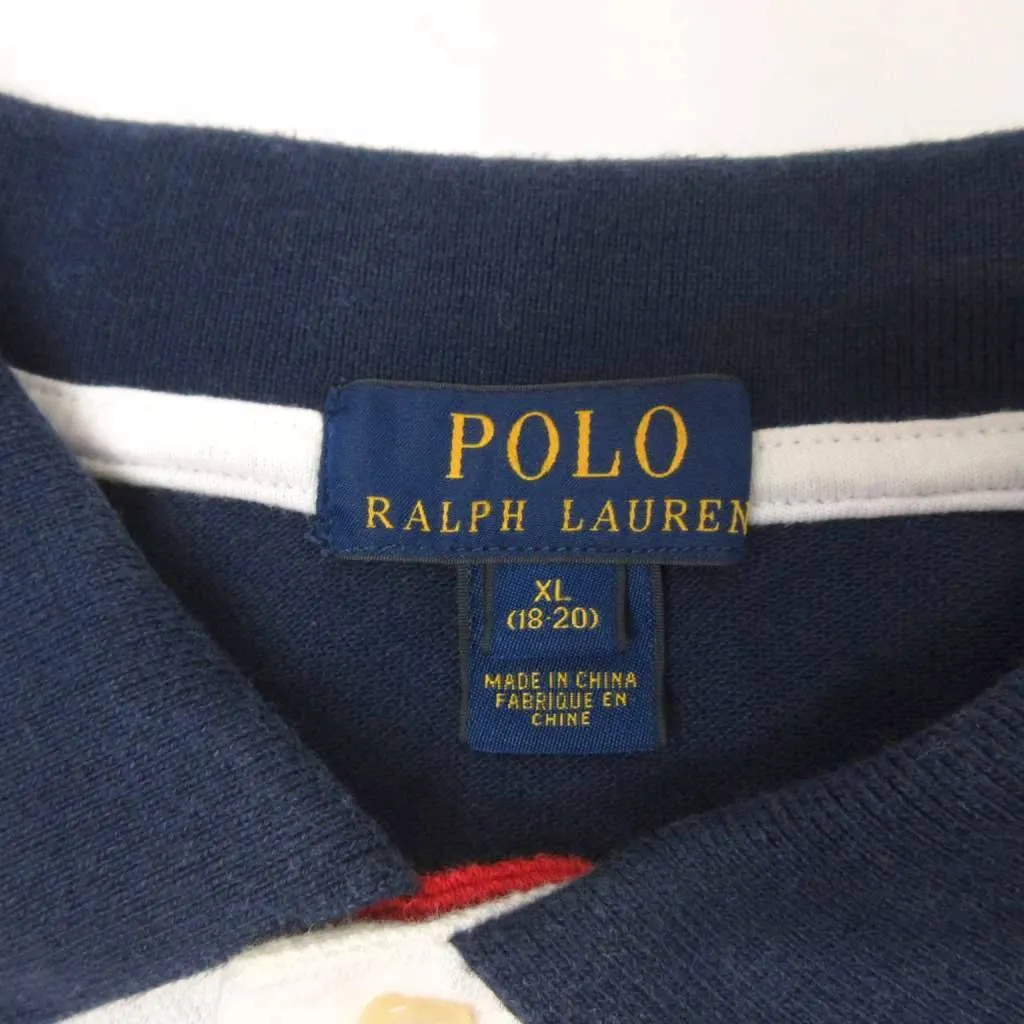 POLO
RALPH LAUREN
XL
(18-20)
MADE IN CHINA
FABRIQUE EN
CHINE